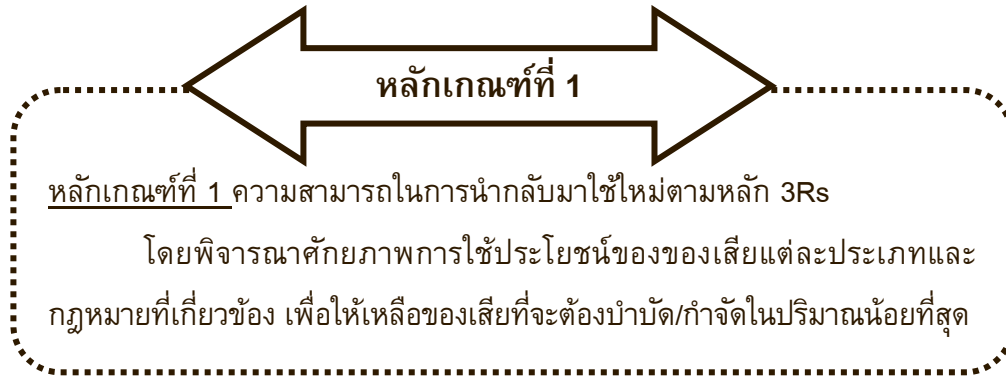 หลักเกณฑ์ที่ 1
หลักเกณฑ์ที่ 1 ความสามารถในการนำกลับมาใช้ใหม่ตามหลัก 3Rs
โดยพิจารณาศักยภาพการใช้ประโยชน์ของของเสียแต่ละประเภทและ
กฎหมายที่เกี่ยวข้อง เพื่อให้เหลือของเสียที่จะต้องบำบัด/กำจัดในปริมาณน้อยที่สุด